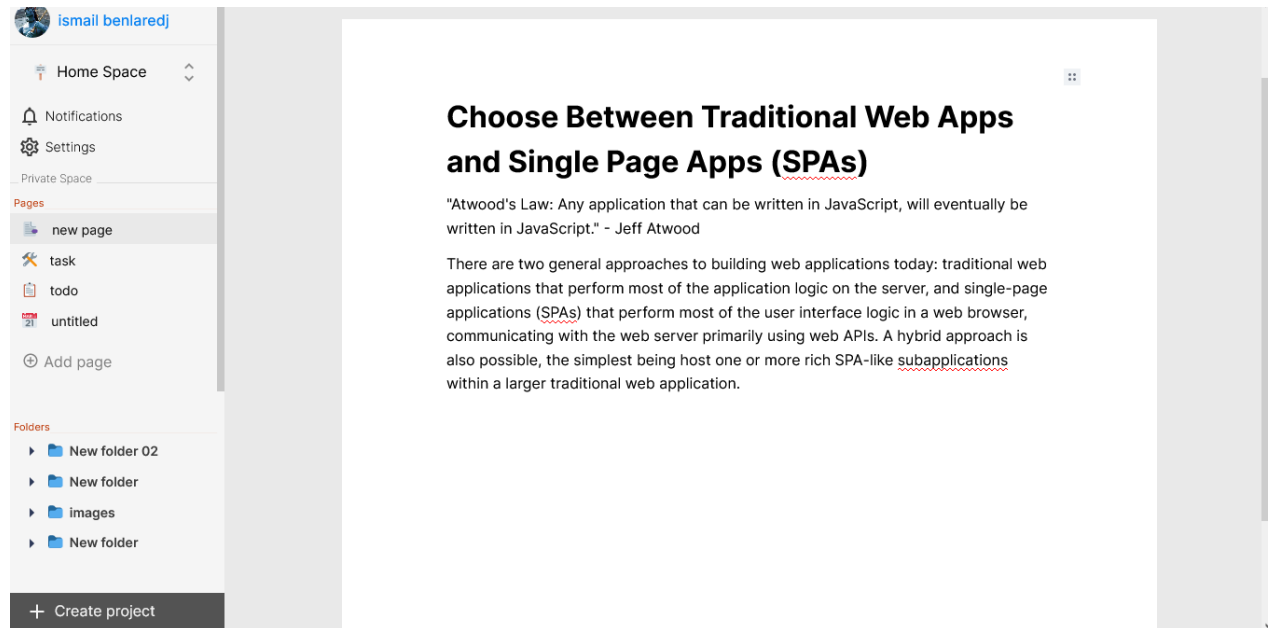 ismail benlaredj
Home Space
Notifications
Settings
Private Space
Pages
new page
task
todo
21
untitled
Add page
Folders
New folder 02
New folder
images
New folder
Create project
Choose Between Traditional Web Apps
and Single Page Apps (SPAs)
"Atwood's Law: Any application that can be written in JavaScript, will eventually be
written in JavaScript." - Jeff Atwood
There are two general approaches to building web applications today: traditional web
applications that perform most of the application logic on the server, and single-page
applications (SPAs) that perform most of the user interface logic in a web browser,
communicating with the web server primarily using web APIs. A hybrid approach is
also possible, the simplest being host one or more rich SPA-like subapplications
within a larger traditional web application.